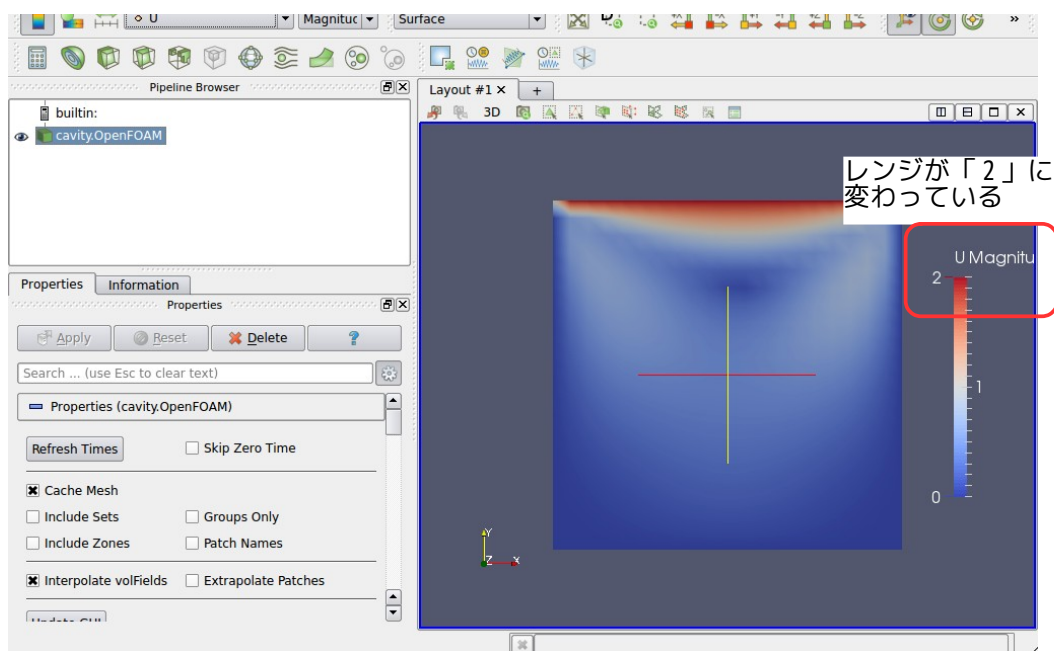 U
Magnituc
Surface
»
Pipeline Browser
builtin:
cavity.OpenFOAM
Properties
Information
Properties
Apply
Reset
Delete
?
Search ... (use Esc to clear text)
Properties (cavity.OpenFOAM)
Refresh Times
Skip Zero Time
Cache Mesh
Include Sets
Groups Only
Include Zones
Patch Names
Interpolate volFields
Extrapolate Patches
Layout #1
+
3D
レンジが「2」に
変わっている
U Magnitu
2
1
0
Y
Z
X